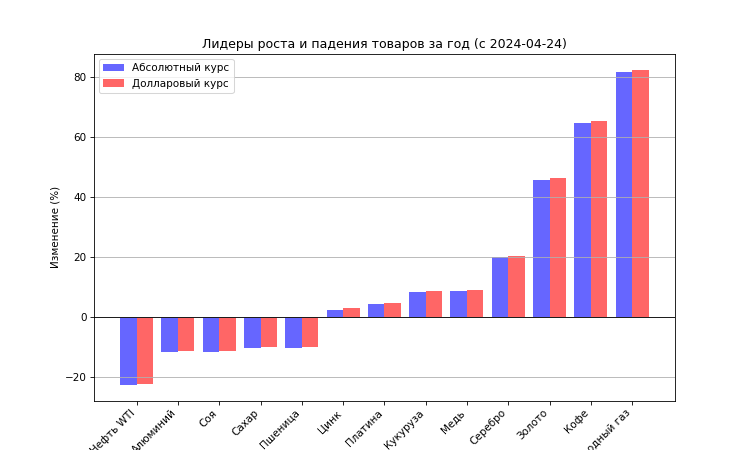 Лидеры роста и падения товаров за год (с 2024-04-24)
Абсолютный курс
Долларовый курс
Изменение (%)
80
60
40
20
0
−20
Нефть WTI
Алюминий
Соя
Сахар
Пшеница
Цинк
Платина
Кукуруза
Медь
Серебро
Золото
Кофе
газ